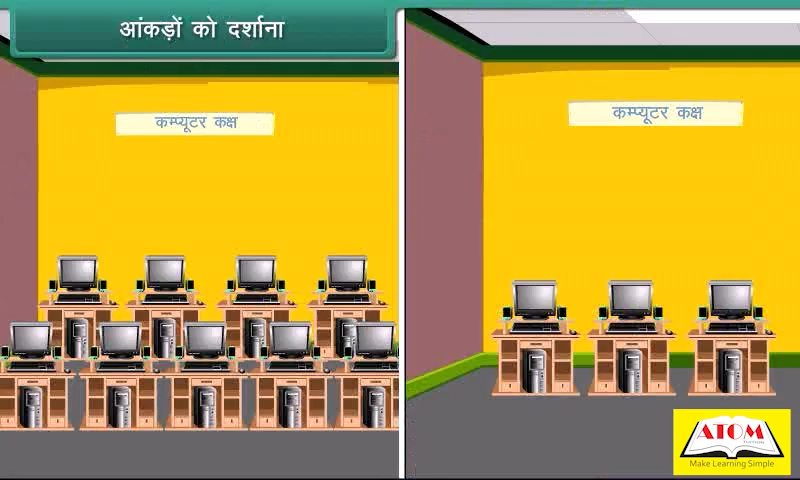 आंकड़ों को दर्शाना
कम्प्यूटर कक्ष
कम्प्यूटर कक्ष
ATOM
Make Learning Simple